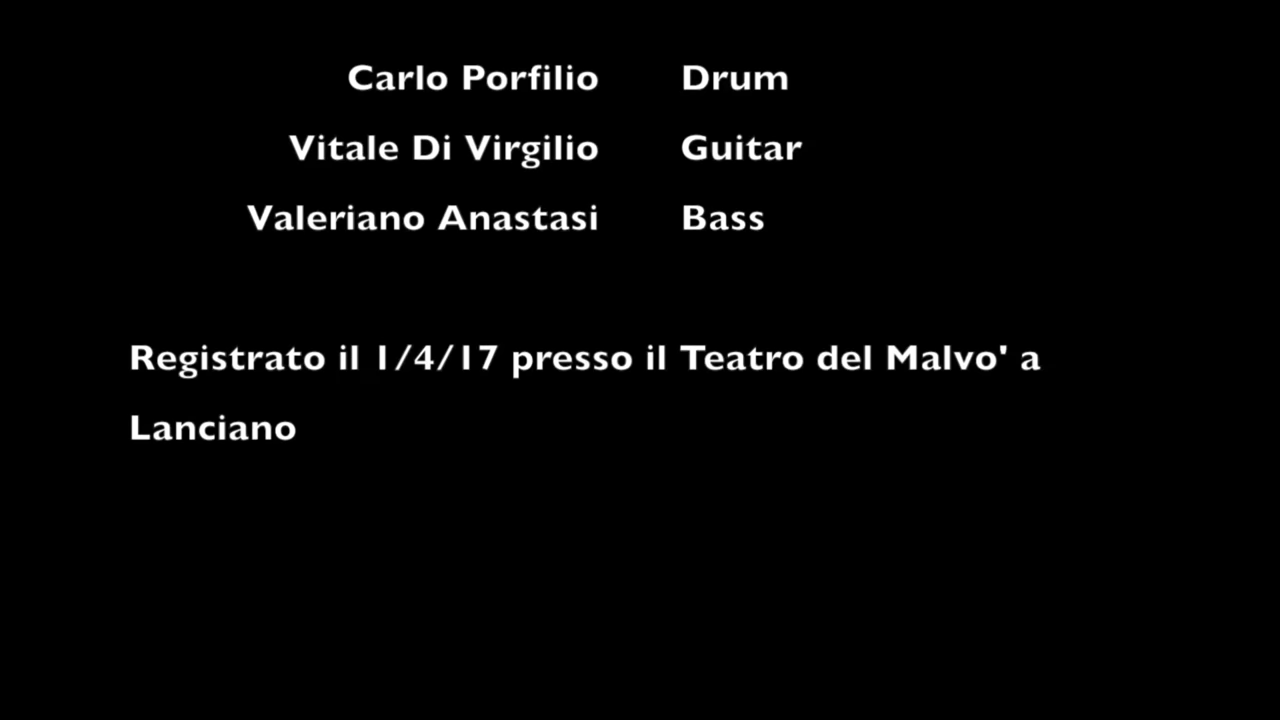 Carlo Porfilio Drum
Vitale Di Virgilio Guitar
Valeriano Anastasi Bass
Registrato il 1/4/17 presso il Teatro del Malvo' a
Lanciano